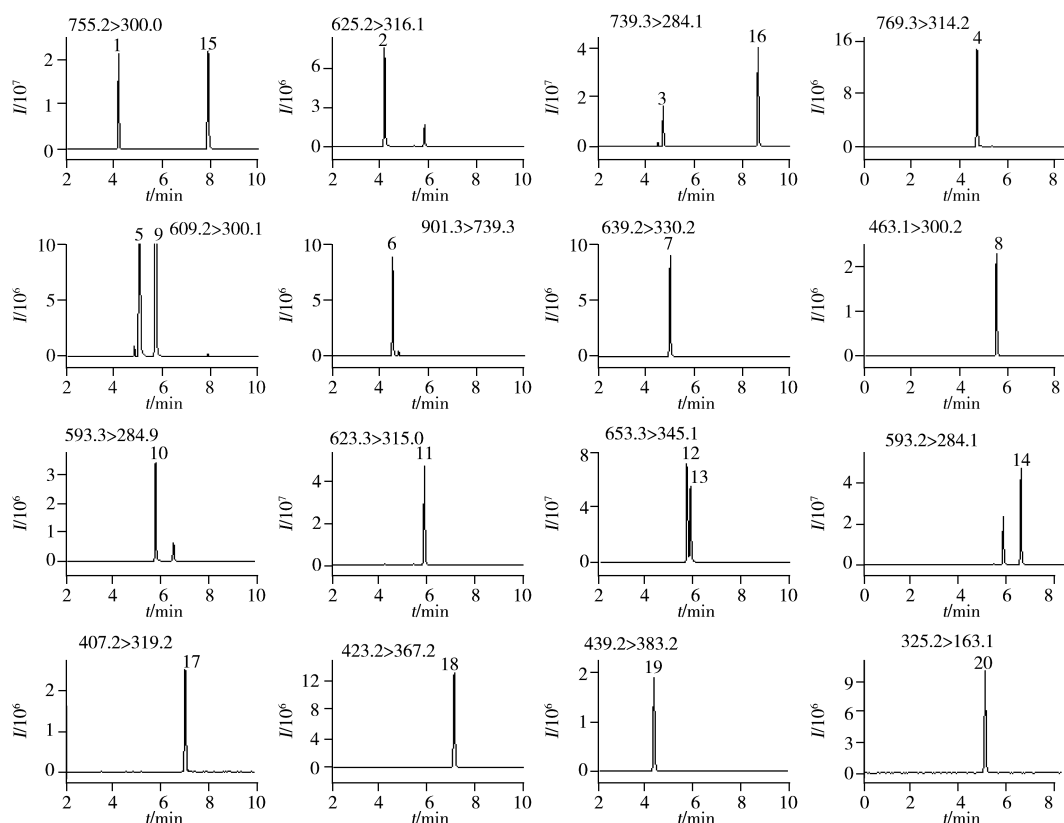 755.2>300.0
1
15
2
1
0
I/10⁷
2 4 6 8 10
t/min
625.2>316.1
2
6
3
0
I/10⁶
2 4 6 8 10
t/min
739.3>284.1
3
16
4
2
0
I/10⁶
2 4 6 8 10
t/min
769.3>314.2
4
16
8
0
I/10⁶
0 2 4 6 8
t/min
609.2>300.1
5 9
10
5
0
I/10⁶
2 4 6 8 10
t/min
901.3>739.3
6
10
5
0
I/10⁶
2 4 6 8 10
t/min
639.2>330.2
7
10
5
0
I/10⁶
2 4 6 8 10
t/min
463.1>300.2
8
2
1
0
I/10⁶
0 2 4 6 8
t/min
593.3>284.9
10
3
1
1
0
I/10⁶
2 4 6 8 10
t/min
623.3>315.0
11
4
2
0
I/10⁷
2 4 6 8 10
t/min
653.3>345.1
12
13
8
4
0
I/10⁷
2 4 6 8 10
t/min
593.2>284.1
14
4
2
0
I/10⁷
0 2 4 6 8
t/min
407.2>319.2
17
2
1
0
I/10⁶
2 4 6 8 10
t/min
423.2>367.2
18
12
8
4
0
I/10⁶
2 4 6 8 10
t/min
439.2>383.2
19
2
1
0
I/10⁶
2 4 6 8 10
t/min
325.2>163.1
20
9
6
3
0
I/10⁶
0 2 4 6 8
t/min